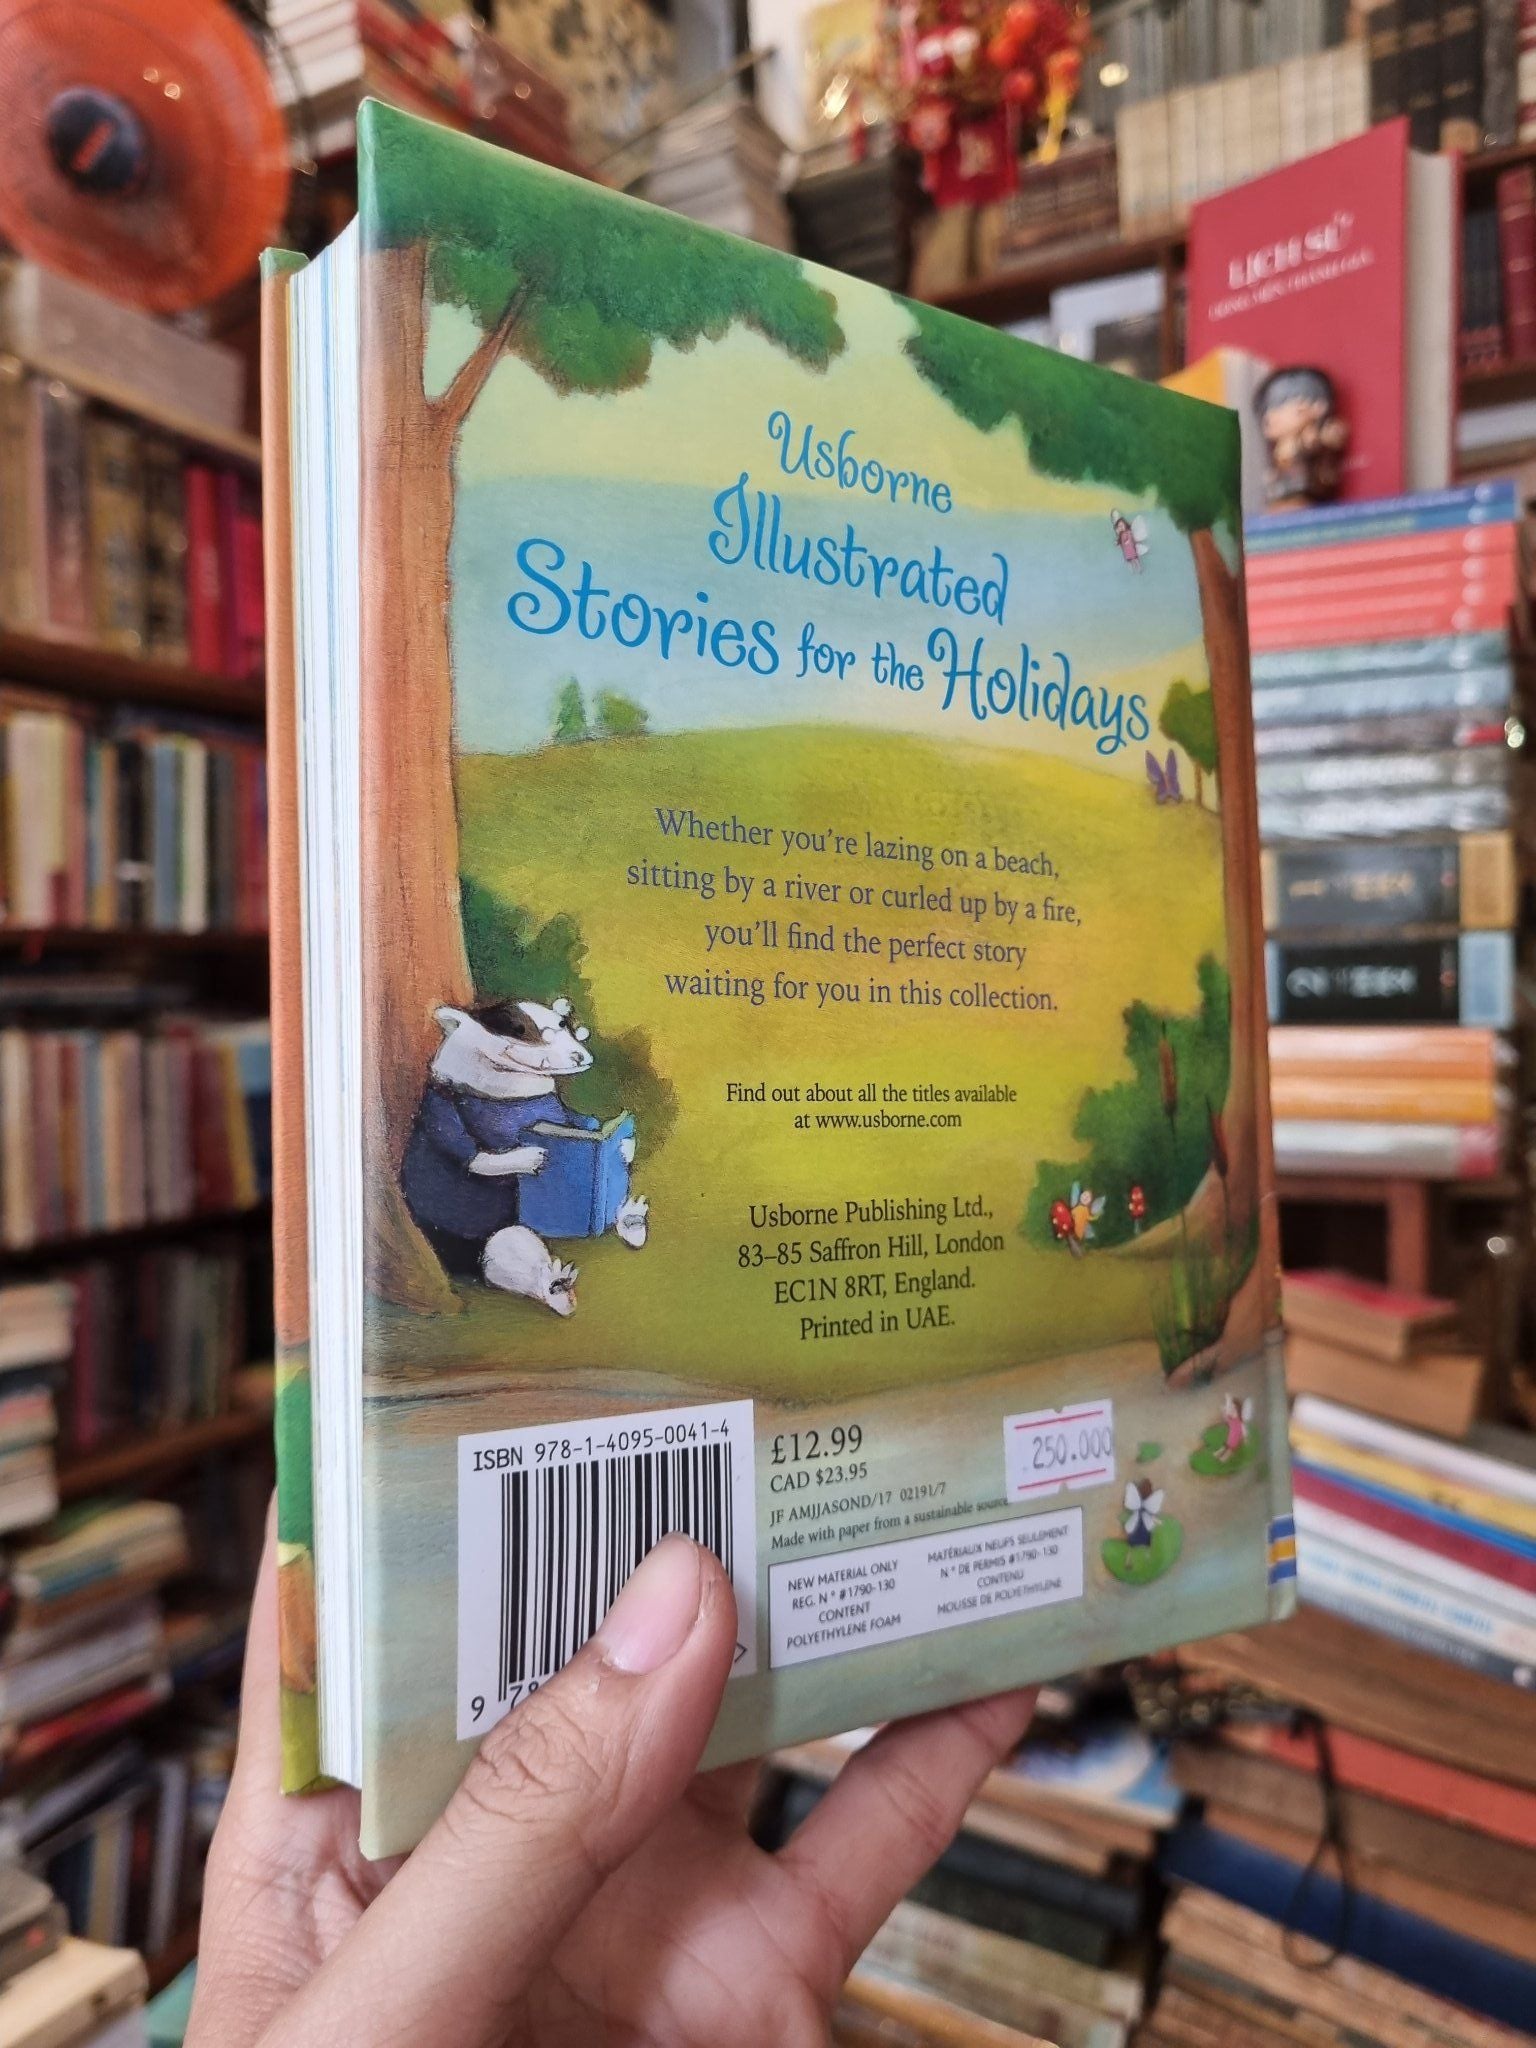 LỊCH SỬ
Usborne
Illustrated
Stories for the Holidays
Whether you're lazing on a beach,
sitting by a river or curled up by a fire,
you'll find the perfect story
waiting for you in this collection.
Find out about all the titles available
at www.usborne.com
Usborne Publishing Ltd.,
83–85 Saffron Hill, London
EC1N 8RT, England.
Printed in UAE.
ISBN 978-1-4095-0041-4
9 78
£12.99
CAD $23.95
JF AMJJASOND/17 02191/7
Made with paper from a sustainable source
250.000
NEW MATERIAL ONLY
REG. N° #1790-130
CONTENT
POLYETHYLENE FOAM
MATÉRIAUX NEUFS SEULEMENT
N° DE PERMIS #1790-130
CONTENU
MOUSSE DE POLYETHYLÈNE